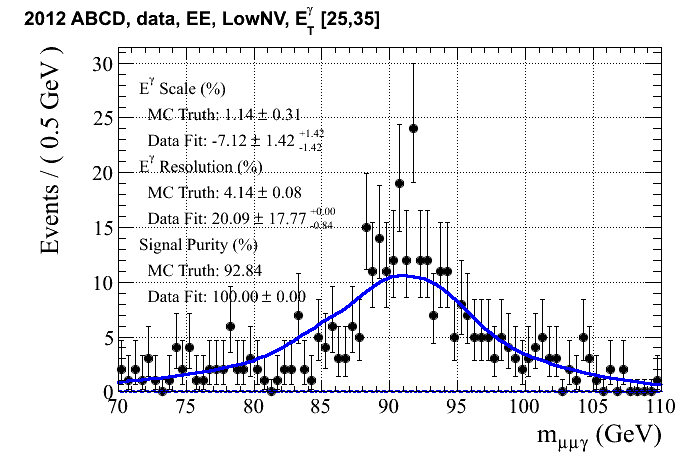 2012 ABCD, data, EE, LowNV, E_T^γ [25,35]
Events / ( 0.5 GeV )
30
25
20
15
10
5
0
E^γ Scale (%)
MC Truth: 1.14 ± 0.31
Data Fit: -7.12 ± 1.42 +1.42 -1.42
E^γ Resolution (%)
MC Truth: 4.14 ± 0.08
Data Fit: 20.09 ± 17.77 +0.00 -0.84
Signal Purity (%)
MC Truth: 92.84
Data Fit: 100.00 ± 0.00
70 75 80 85 90 95 100 105 110
m_μμγ (GeV)